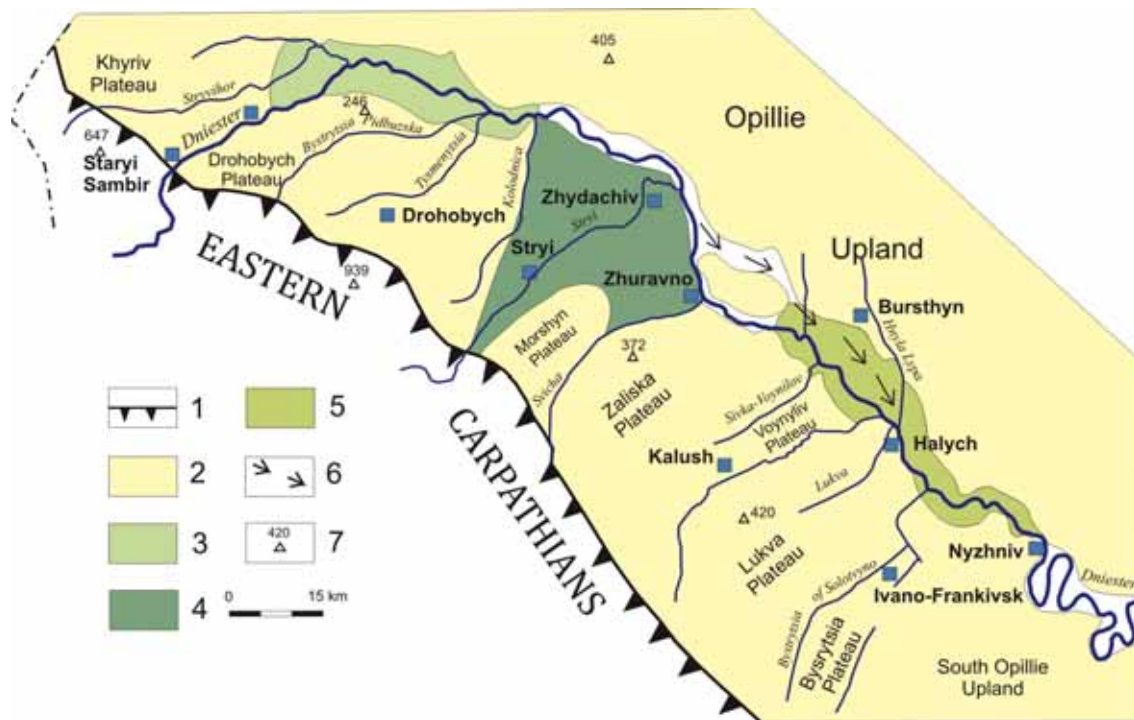 405
Khyriv
Plateau
Opillie
Stryvihor
246
Dniester
Bystrytsia Pidbuzska
647
Staryi
Sambir
Drohobych
Plateau
Tysmenytsia
Kolodnica
Zhydachiv
Drohobych
Stryi
Stryi
Upland
EASTERN
939
Zhuravno
Bursthyn
Hnyla Lypa
Morshyn
Plateau
372
Svicha
Zaliska
Plateau
Sivka-Voynilov
Voynyliv
Plateau
1
5
CARPATHIANS
Kalush
Halych
2
6
Lukva
420
3
420
7
Lukva
Plateau
Nyzhniv
Dniester
4
0
15 km
Bystrytsia of Solotvyno
Ivano-Frankivsk
Bysrytsia
Plateau
South Opillie
Upland